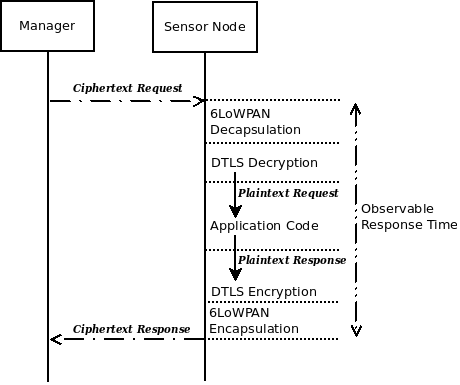 Manager
Sensor Node
Ciphertext Request
6LoWPAN
Decapsulation
DTLS Decryption
Plaintext Request
Observable
Response Time
Application Code
Plaintext Response
DTLS Encryption
6LoWPAN
Encapsulation
Ciphertext Response